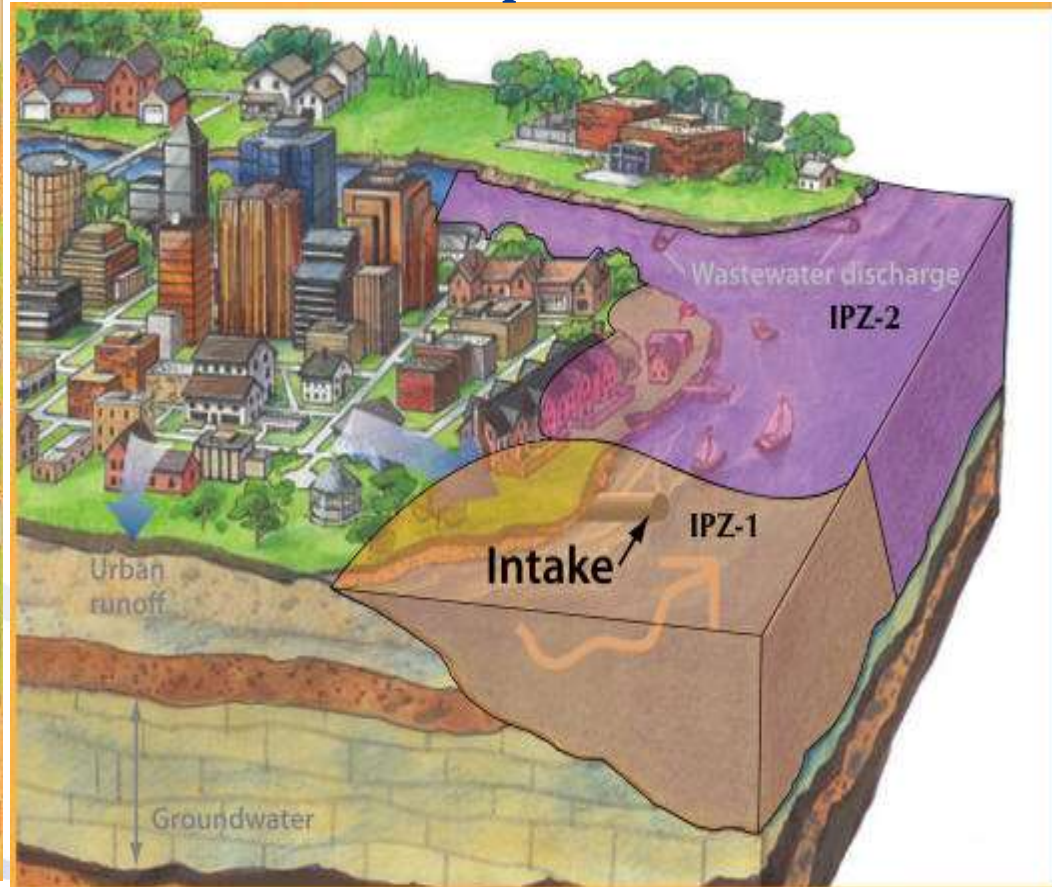 Wastewater discharge
IPZ-2
IPZ-1
Intake
Urban
runoff
Groundwater